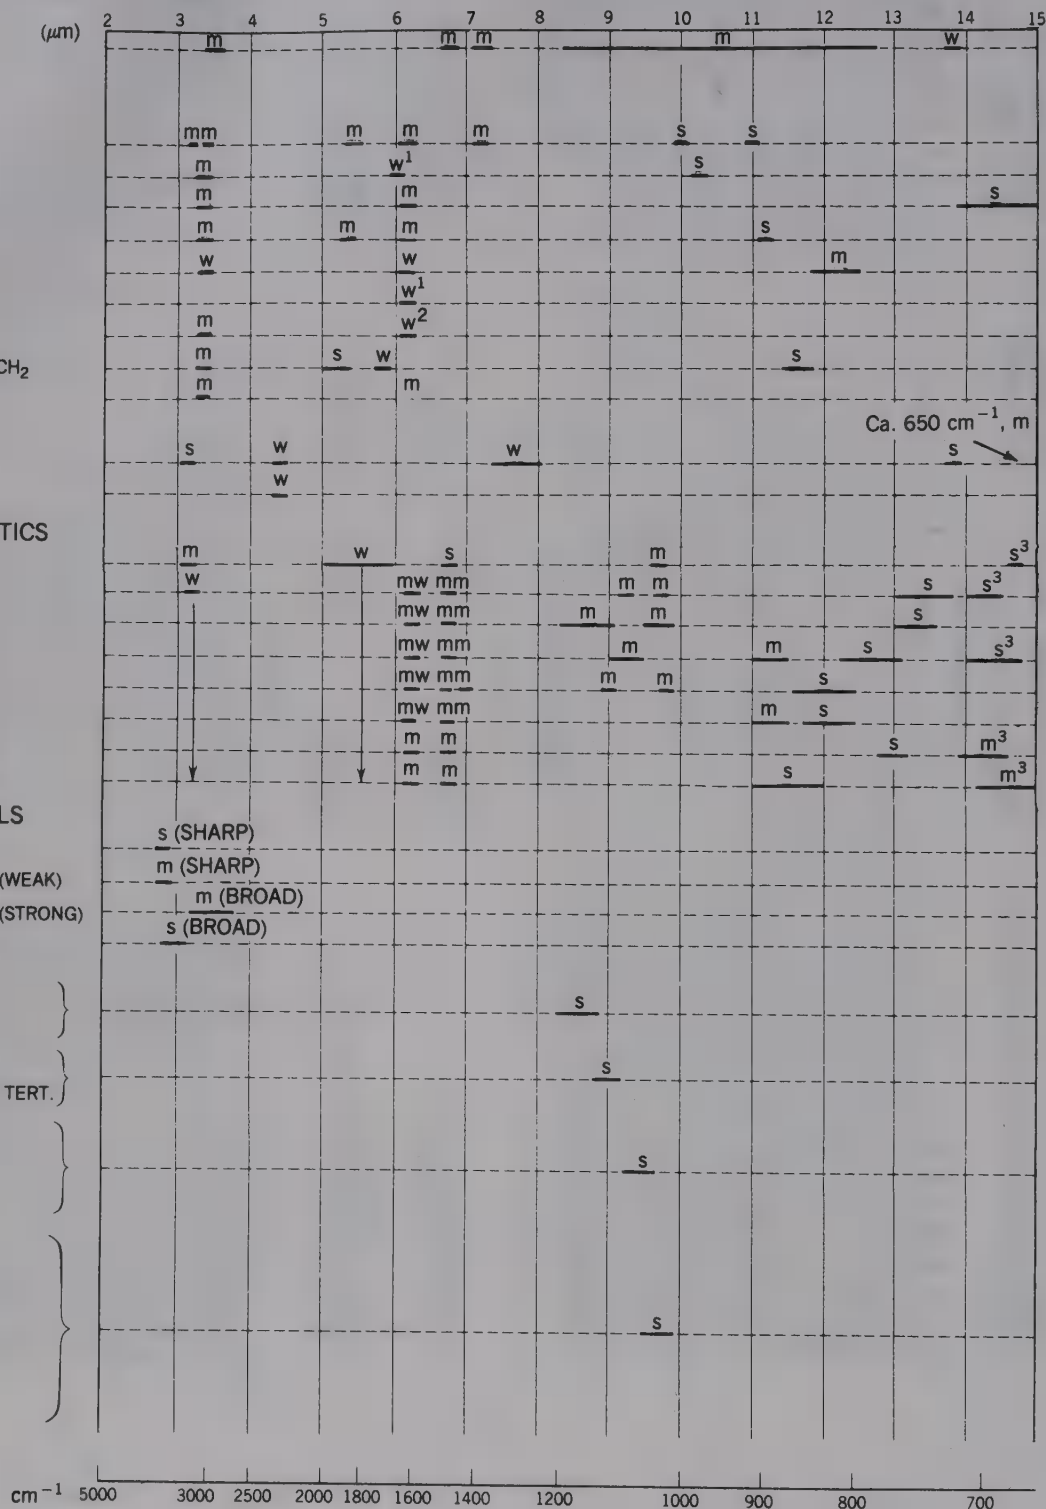 (μm) 2 3 4 5 6 7 8 9 10 11 12 13 14 15
m m m m w
m m m m m s s
m w¹ s
m m s
m m m s
w w m
w¹
m w²
CH₂ m s w s
m m
Ca. 650 cm⁻¹, m
s w w s
w
TICS
m w s m s³
w mw mm m m s s³
mw mm m m s
mw mm m m s s³
mw mm m m s
mw mm m s
m m s m³
m m s m³
LS
s (SHARP)
(WEAK) m (SHARP)
(STRONG) m (BROAD)
s (BROAD)
s
s
TERT.
s
s
cm⁻¹ 5000 3000 2500 2000 1800 1600 1400 1200 1000 900 800 700